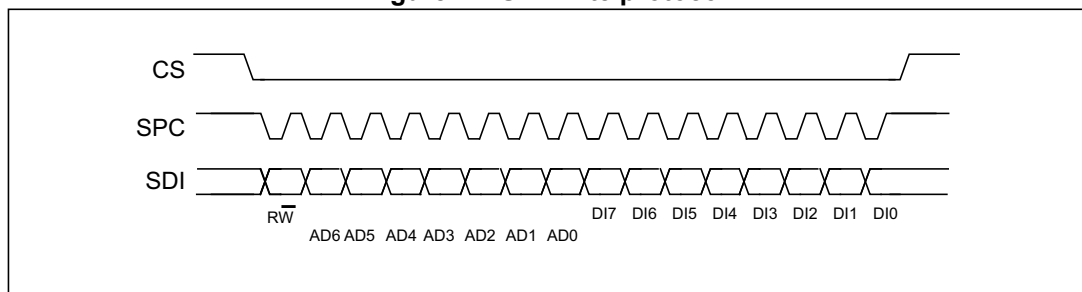 CS
SPC
SDI
RW DI7 DI6 DI5 DI4 DI3 DI2 DI1 DI0
AD6 AD5 AD4 AD3 AD2 AD1 AD0